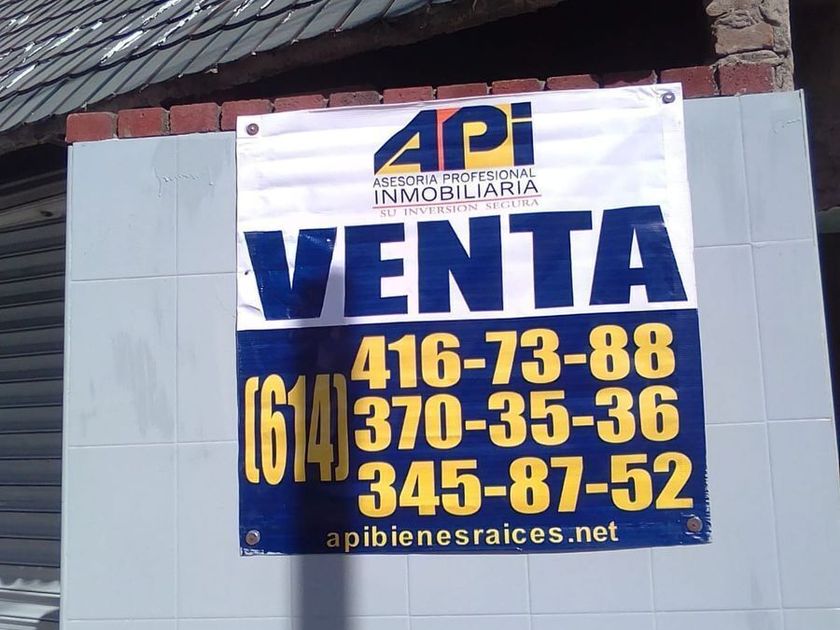 APi
ASESORIA PROFESIONAL
INMOBILIARIA
SU INVERSION SEGURA
VENTA
(614)
416-73-88
370-35-36
345-87-52
apibienesraices.net